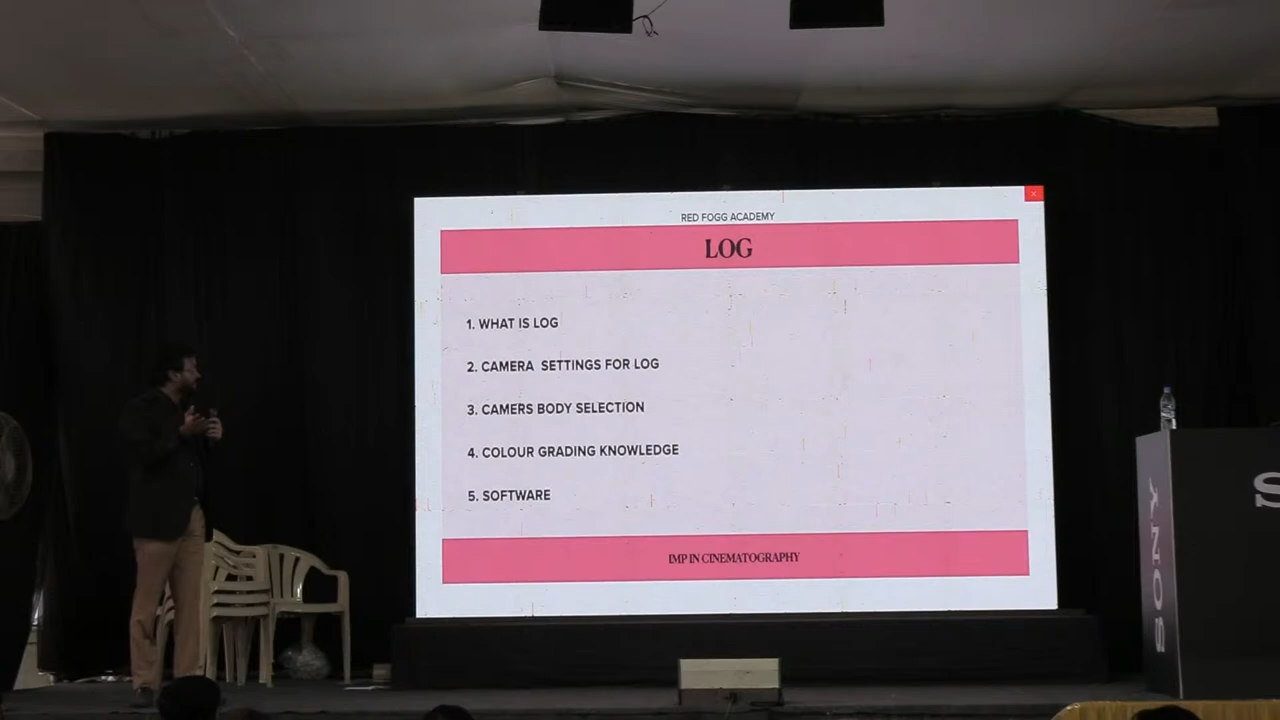 RED FOGG ACADEMY
LOG
1. WHAT IS LOG
2. CAMERA SETTINGS FOR LOG
3. CAMERS BODY SELECTION
4. COLOUR GRADING KNOWLEDGE
5. SOFTWARE
IMP IN CINEMATOGRAPHY
SONY
S